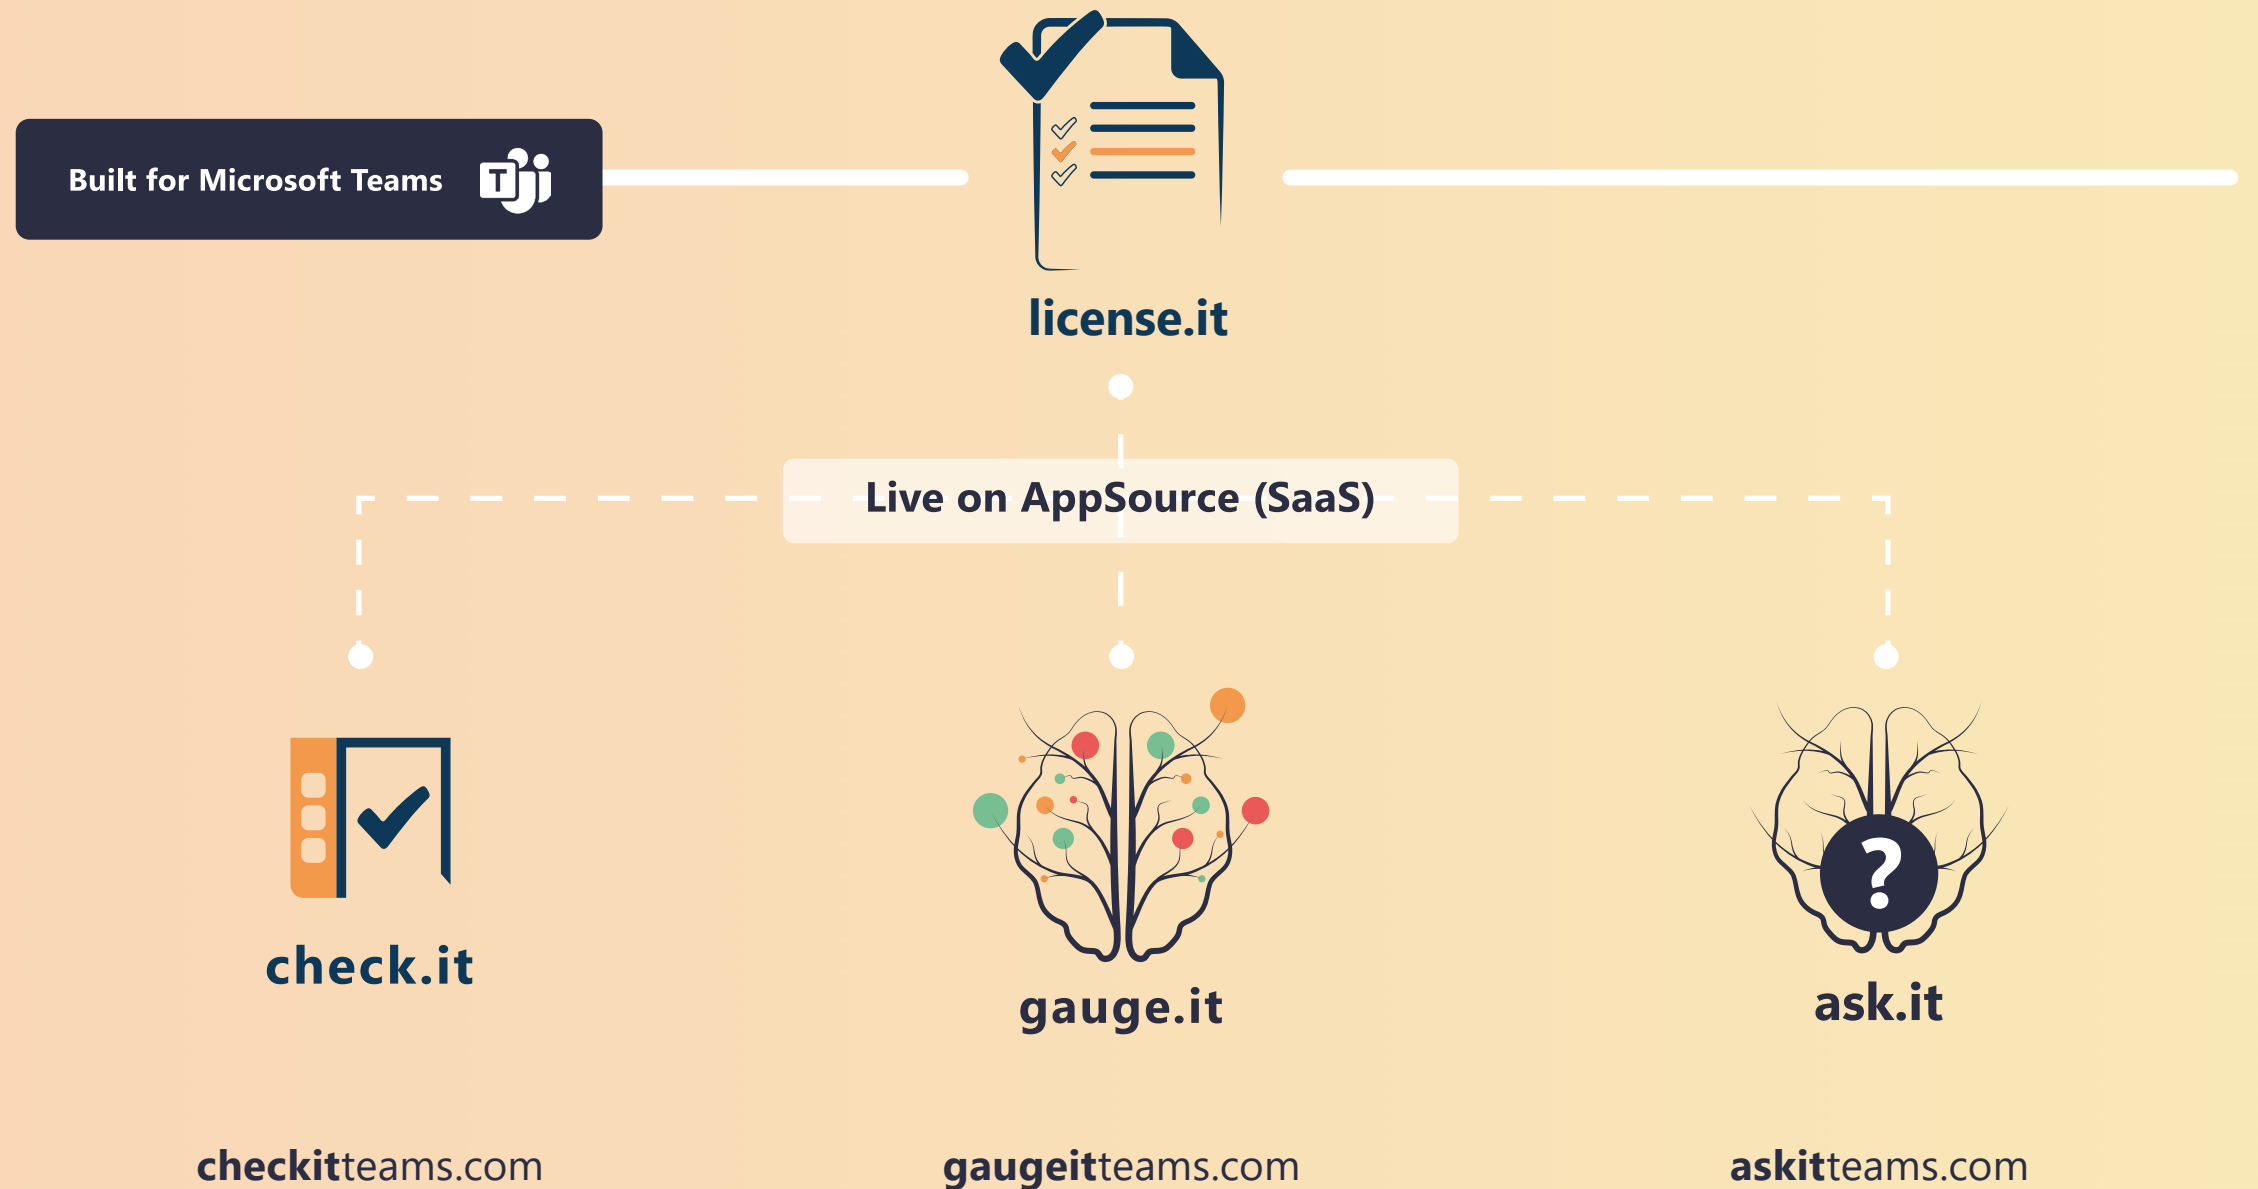 Built for Microsoft Teams
license.it
Live on AppSource (SaaS)
check.it
gauge.it
ask.it
checkitteams.com
gaugeitteams.com
askitteams.com